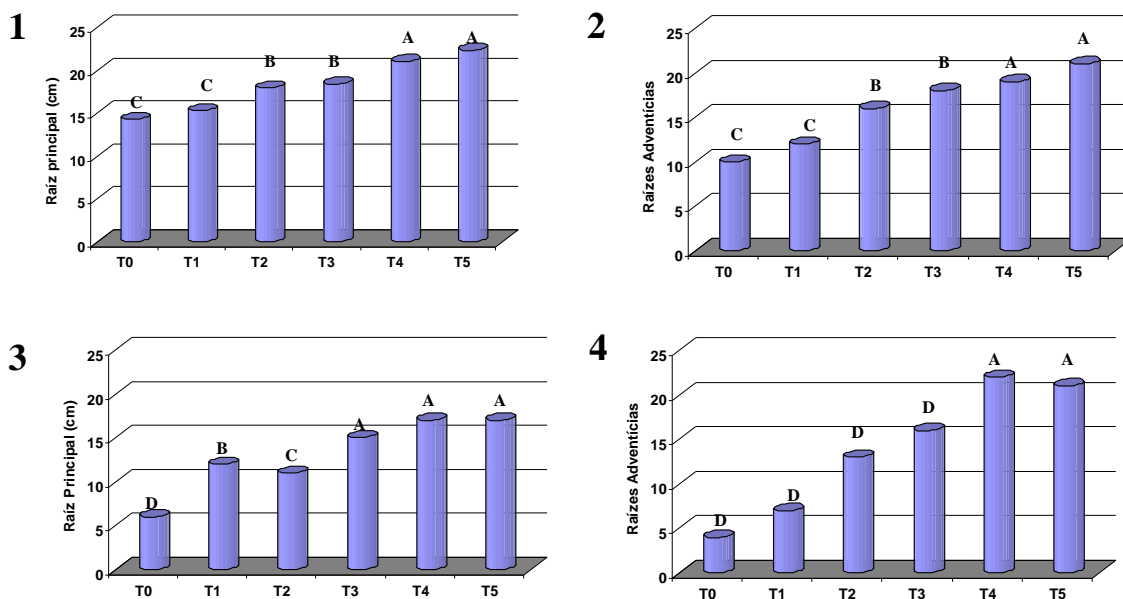 1
Raíz principal (cm)
25
20
15
10
5
0
C
C
B
B
A
A
T0 T1 T2 T3 T4 T5
2
Raízes Adventícias
25
20
15
10
5
0
C
C
B
B
A
A
T0 T1 T2 T3 T4 T5
3
Raíz Principal (cm)
25
20
15
10
5
0
D
B
C
A
A
A
T0 T1 T2 T3 T4 T5
4
Raízes Adventícias
25
20
15
10
5
0
D
D
D
D
A
A
T0 T1 T2 T3 T4 T5